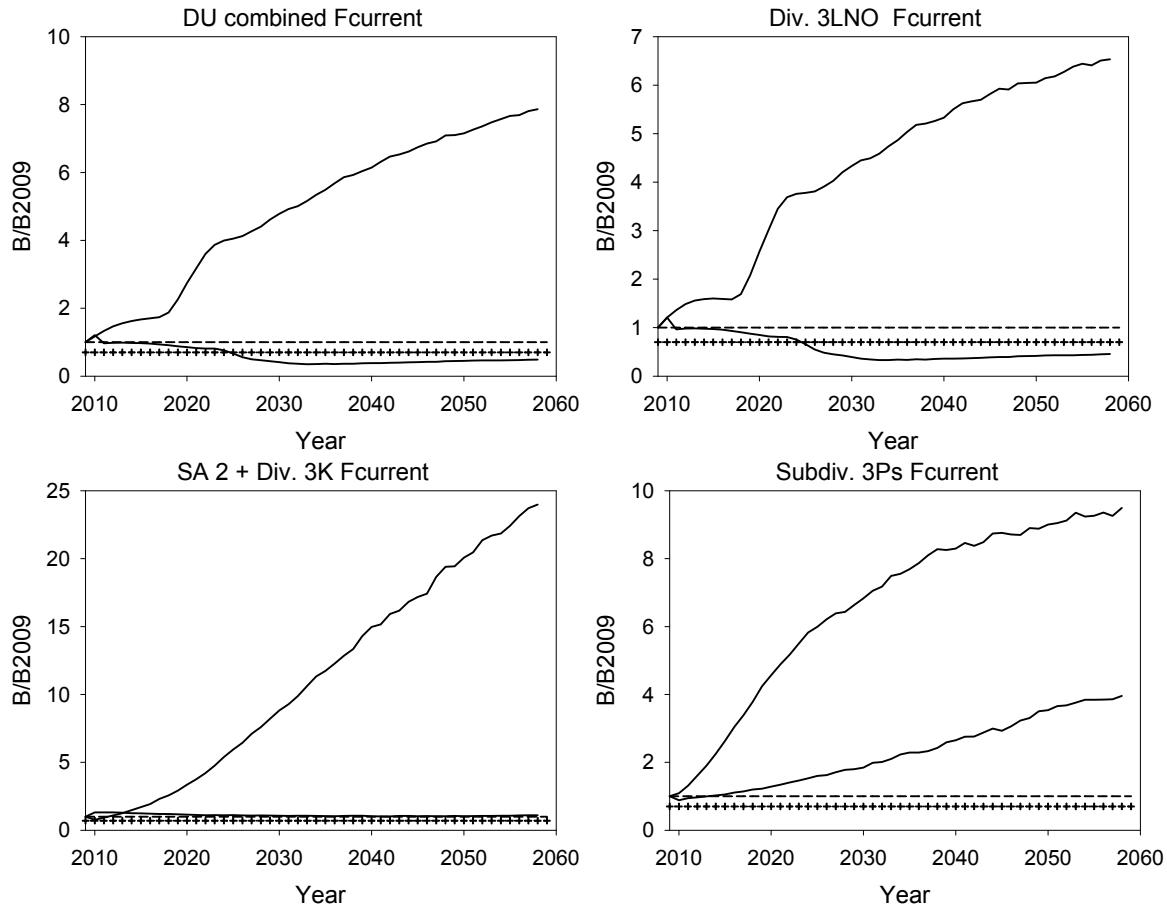 DU combined Fcurrent
B/B2009
10
8
6
4
2
0
2010 2020 2030 2040 2050 2060
Year
Div. 3LNO Fcurrent
B/B2009
7
6
5
4
3
2
1
0
2010 2020 2030 2040 2050 2060
Year
SA 2 + Div. 3K Fcurrent
B/B2009
25
20
15
10
5
0
2010 2020 2030 2040 2050 2060
Year
Subdiv. 3Ps Fcurrent
B/B2009
10
8
6
4
2
0
2010 2020 2030 2040 2050 2060
Year